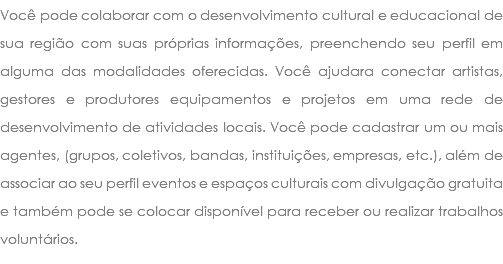 Você pode colaborar com o desenvolvimento cultural e educacional de
sua região com suas próprias informações, preenchendo seu perfil em
alguma das modalidades oferecidas. Você ajudara conectar artistas,
gestores e produtores equipamentos e projetos em uma rede de
desenvolvimento de atividades locais. Você pode cadastrar um ou mais
agentes, (grupos, coletivos, bandas, instituições, empresas, etc.), além de
associar ao seu perfil eventos e espaços culturais com divulgação gratuita
e também pode se colocar disponível para receber ou realizar trabalhos
voluntários.